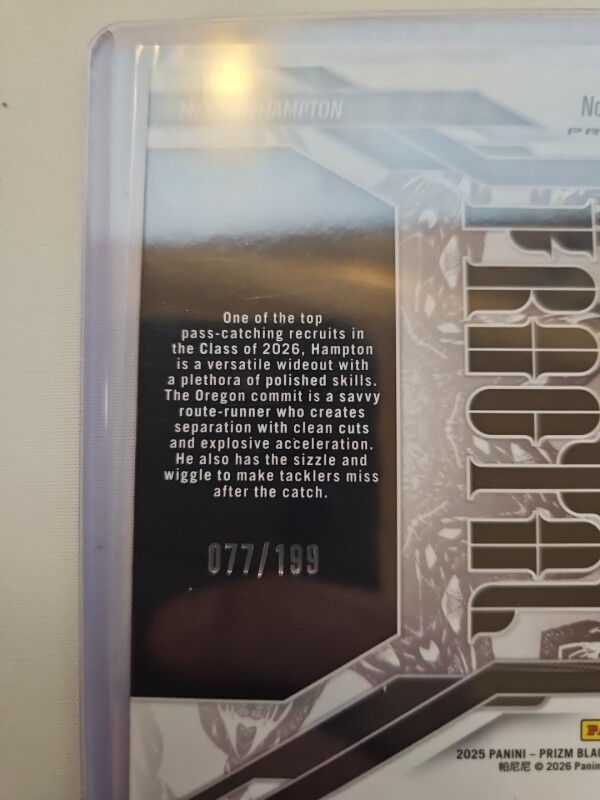 HAMPTON
No
PR
FRACTAL
One of the top
pass-catching recruits in
the Class of 2026, Hampton
is a versatile wideout with
a plethora of polished skills.
The Oregon commit is a savvy
route-runner who creates
separation with clean cuts
and explosive acceleration.
He also has the sizzle and
wiggle to make tacklers miss
after the catch.
077/199
2025 PANINI – PRIZM BLAC
帕尼尼 © 2026 Panin